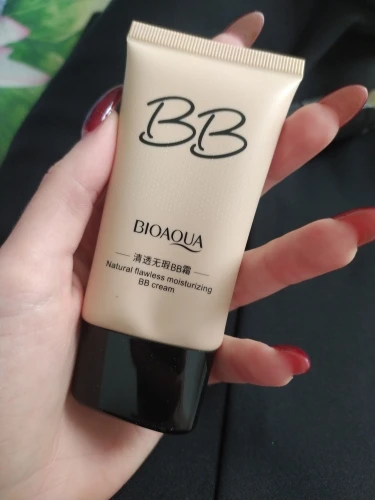 BB
BIOAQUA
清透无瑕BB霜
Natural flawless moisturizing
BB cream